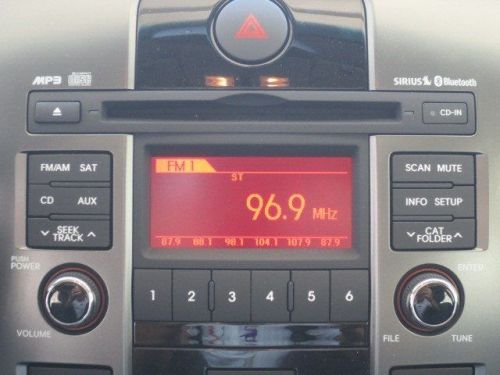 MP3
SIRIUS Bluetooth
CD-IN
FM/AM SAT
CD AUX
SEEK
TRACK
FM 1
ST
96.9 MHz
87.9 88.1 98.1 104.1 107.9 87.9
SCAN MUTE
INFO SETUP
CAT
FOLDER
PUSH
POWER
VOLUME
1 2 3 4 5 6
ENTER
FILE TUNE